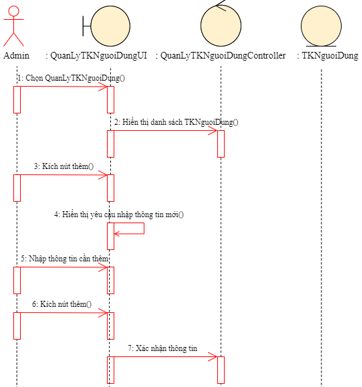 : Admin : QuanLyTKNguoiDungUI : QuanLyTKNguoiDungController : TKNguoiDung
1: Chọn QuanLyTKNguoiDung()
2: Hiển thị danh sách TKNguoiDung()
3: Kích nút thêm()
4: Hiển thị yêu cầu nhập thông tin mới()
5: Nhập thông tin cần thêm
6: Kích nút thêm()
7: Xác nhận thông tin